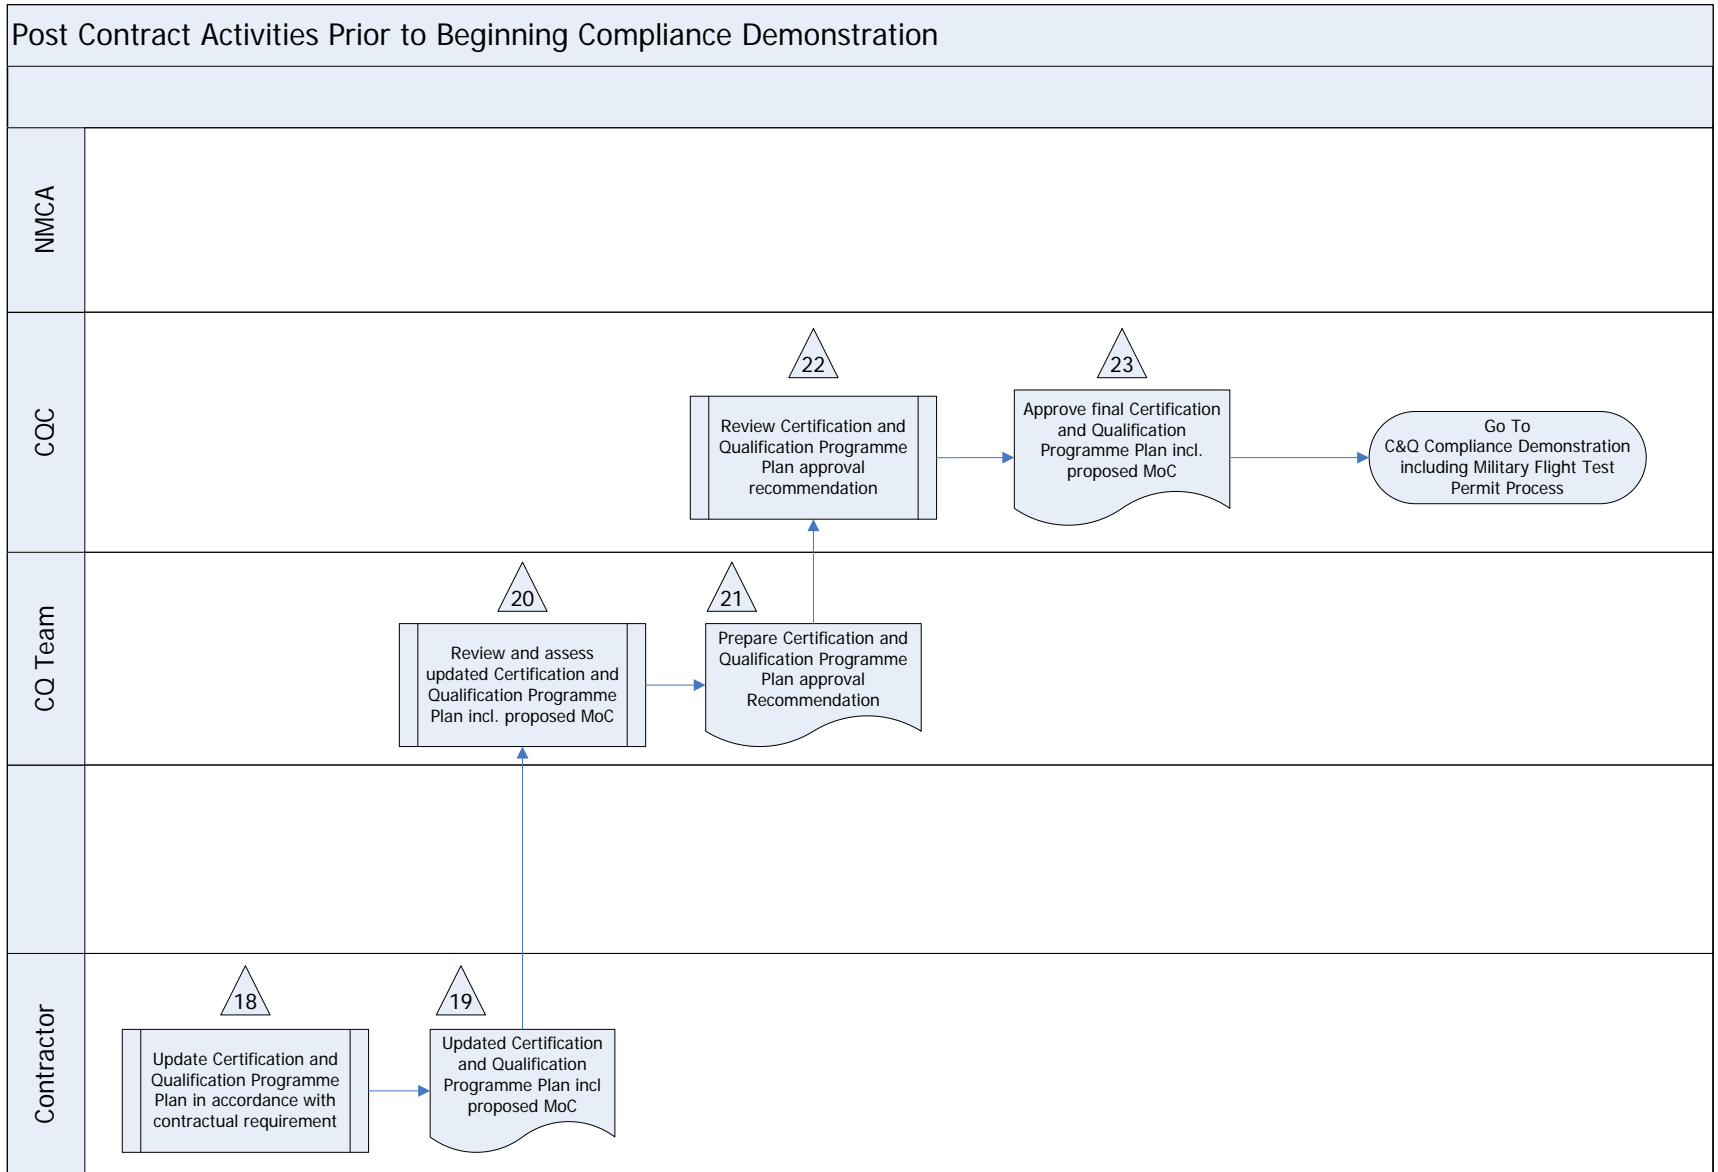 Post Contract Activities Prior to Beginning Compliance Demonstration
NMCA
CQC
22
Review Certification and
Qualification Programme
Plan approval
recommendation
23
Approve final Certification
and Qualification
Programme Plan incl.
proposed MoC
Go To
C&Q Compliance Demonstration
including Military Flight Test
Permit Process
CQ Team
20
Review and assess
updated Certification and
Qualification Programme
Plan incl. proposed MoC
21
Prepare Certification and
Qualification Programme
Plan approval
Recommendation
Contractor
18
Update Certification and
Qualification Programme
Plan in accordance with
contractual requirement
19
Updated Certification
and Qualification
Programme Plan incl
proposed MoC